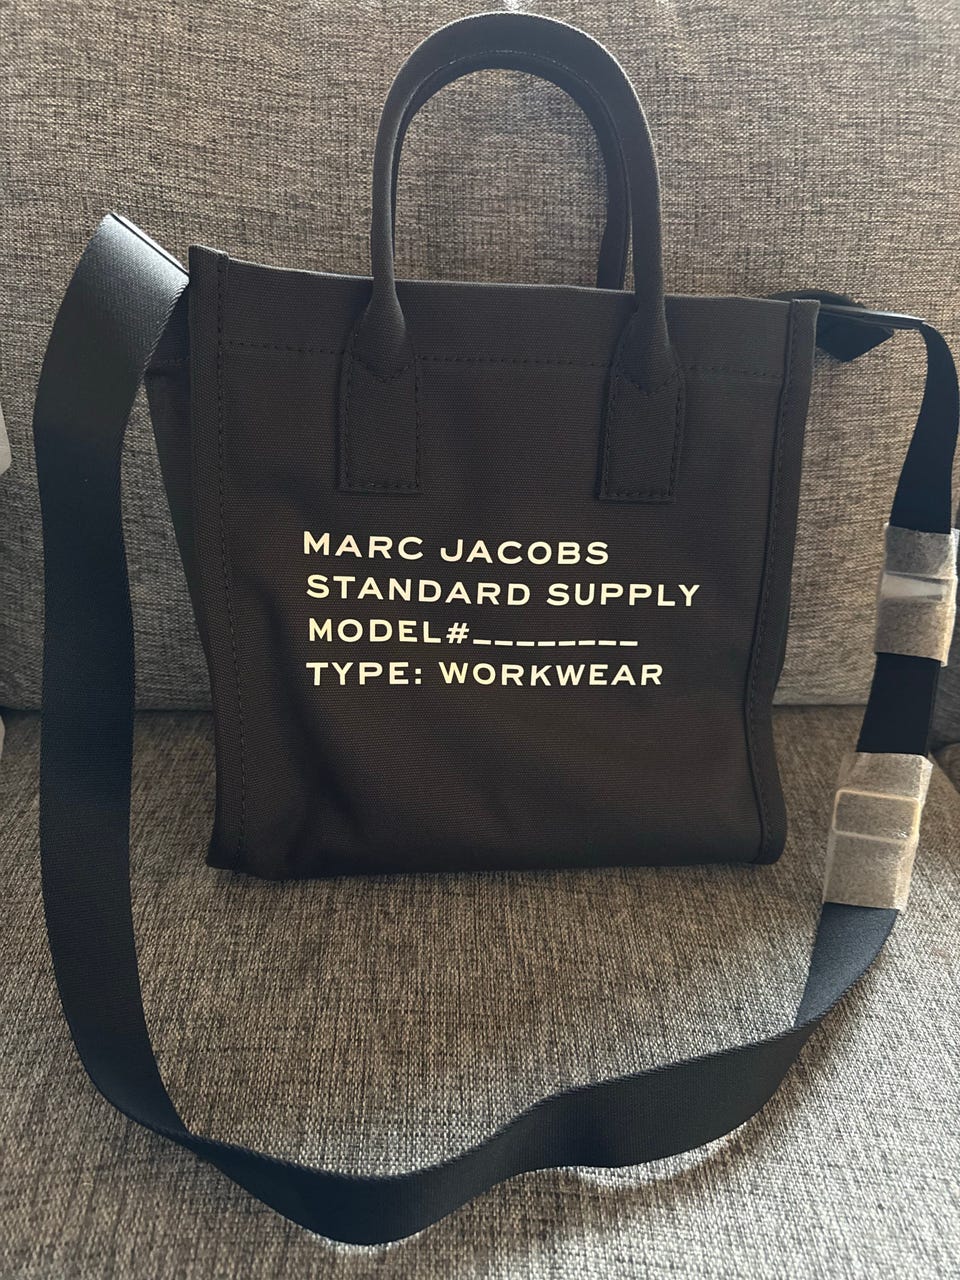 MARC JACOBS
STANDARD SUPPLY
MODEL#________
TYPE: WORKWEAR